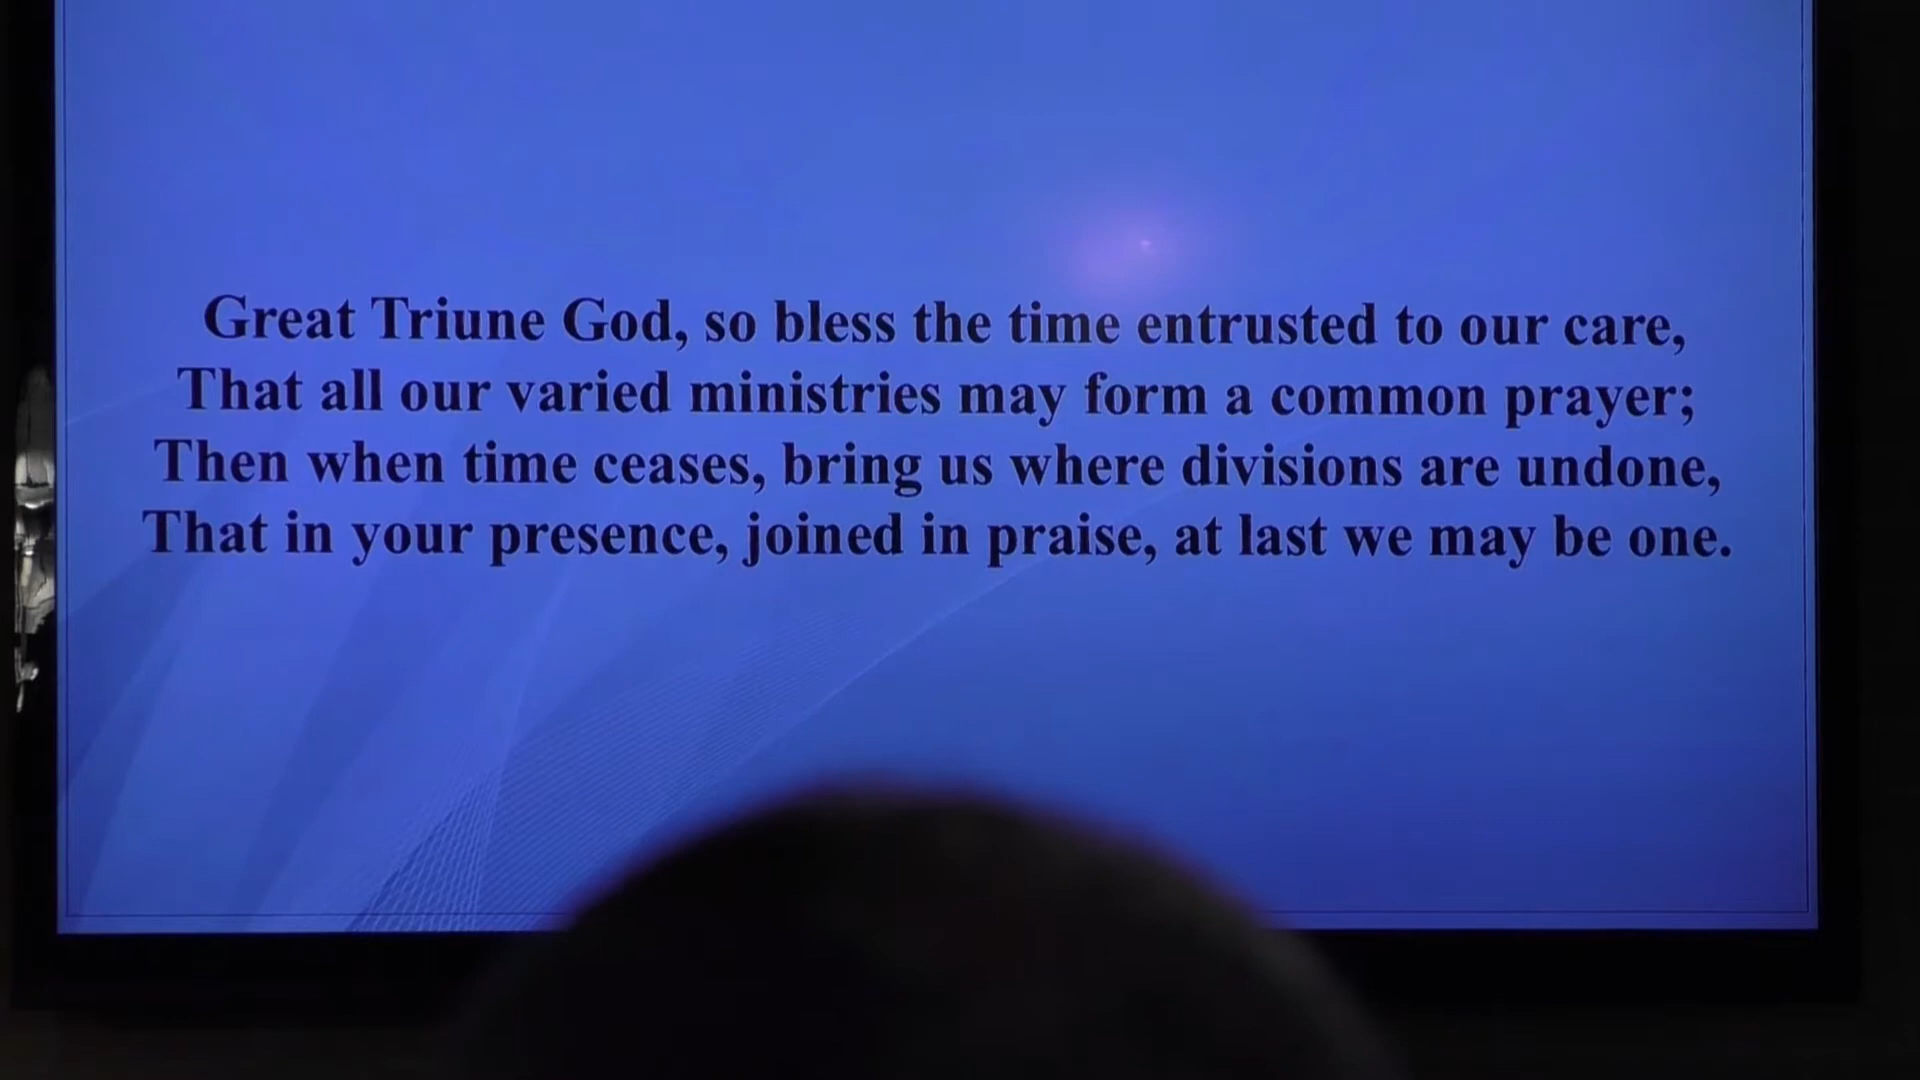 Great Triune God, so bless the time entrusted to our care,
That all our varied ministries may form a common prayer;
Then when time ceases, bring us where divisions are undone,
That in your presence, joined in praise, at last we may be one.